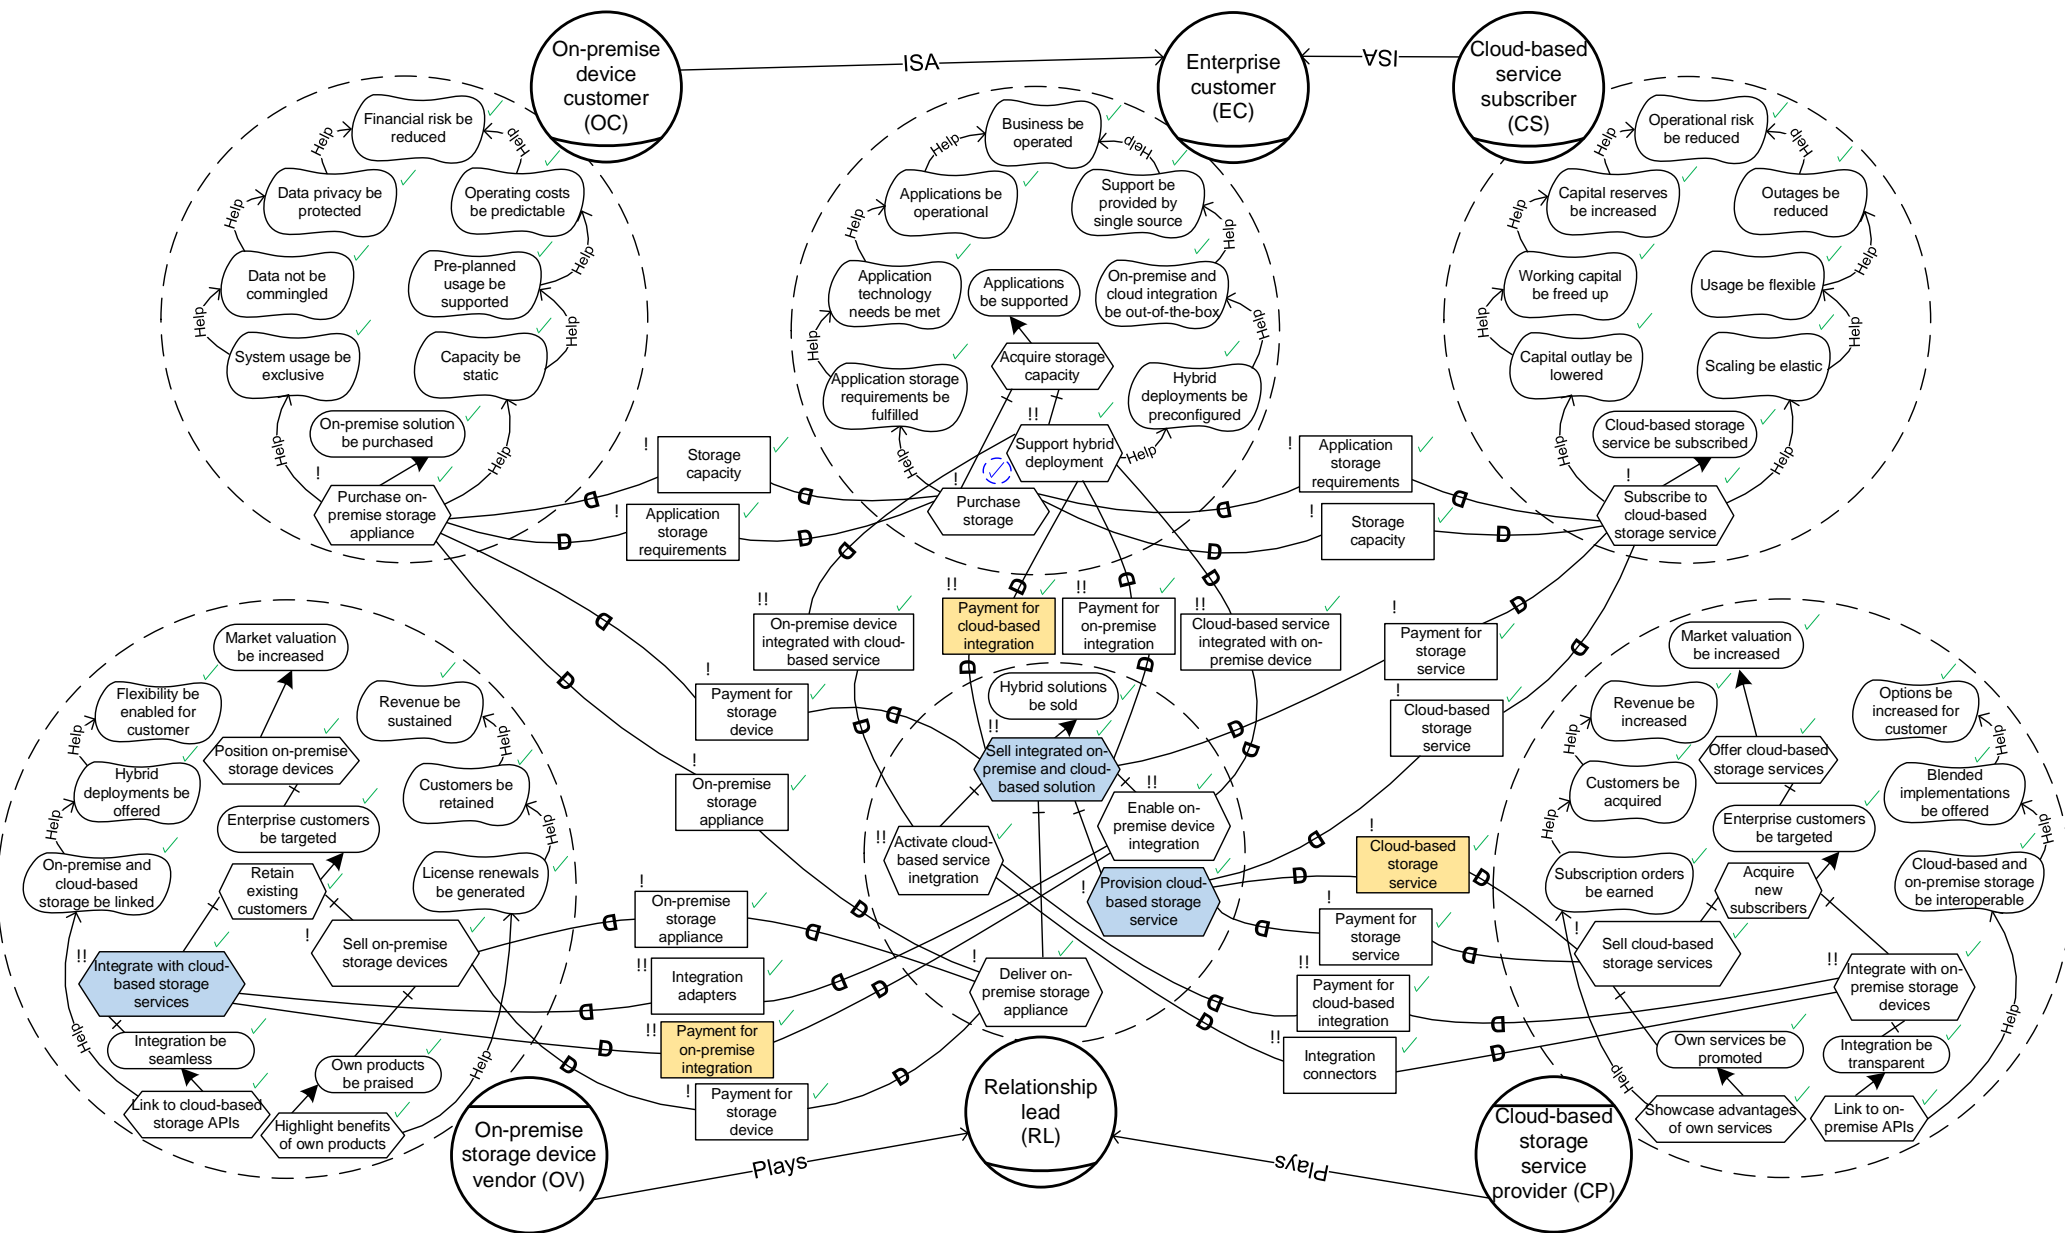 On-premise
device
customer
(OC)
ISA
Enterprise
customer
(EC)
ISA
Cloud-based
service
subscriber
(CS)
Financial risk be
reduced
Help
Help
Data privacy be
protected
Operating costs
be predictable
Help
Help
Data not be
commingled
Pre-planned
usage be
supported
Help
Help
System usage be
exclusive
Capacity be
static
Help
Help
On-premise solution
be purchased
!
Purchase on-
premise storage
appliance
Business be
operated
Help
Help
Applications be
operational
Support be
provided by
single source
Help
Help
Application
technology
needs be met
Applications
be supported
On-premise and
cloud integration
be out-of-the-box
Help
Help
Acquire storage
capacity
Application storage
requirements be
fulfilled
Hybrid
deployments be
preconfigured
Help
Help
!!
Support hybrid
deployment
!
Purchase
storage
Operational risk
be reduced
Help
Help
Capital reserves
be increased
Outages be
reduced
Help
Help
Working capital
be freed up
Usage be flexible
Help
Help
Capital outlay be
lowered
Scaling be elastic
Help
Help
Cloud-based storage
service be subscribed
!
Subscribe to
cloud-based
storage service
!
Storage
capacity
D
D
!
Application
storage
requirements
D
D
!
Application
storage
requirements
D
D
!
Storage
capacity
D
D
!!
On-premise device
integrated with cloud-
based service
D
D
!!
Payment for
cloud-based
integration
D
D
!!
Payment for
on-premise
integration
D
D
!!
Cloud-based service
integrated with on-
premise device
D
D
!
Payment for
storage
service
D
D
!
Cloud-based
storage
service
D
D
!
Payment for
storage
device
D
D
!
On-premise
storage
appliance
D
D
Market valuation
be increased
Flexibility be
enabled for
customer
Revenue be
sustained
Help
Help
Position on-premise
storage devices
Hybrid
deployments be
offered
Customers be
retained
Help
Help
Enterprise customers
be targeted
On-premise and
cloud-based
storage be linked
Retain
existing
customers
License renewals
be generated
!!
Integrate with cloud-
based storage
services
!
Sell on-premise
storage devices
Help
Help
Integration be
seamless
Own products
be praised
Link to cloud-based
storage APIs
Highlight benefits
of own products
On-premise
storage device
vendor (OV)
Plays
Hybrid solutions
be sold
!!
Sell integrated on-
premise and cloud-
based solution
!!
Enable on-
premise device
integration
!!
Activate cloud-
based service
inetgration
!
Provision cloud-
based storage
service
!
Deliver on-
premise storage
appliance
Relationship
lead
(RL)
!
On-premise
storage
appliance
D
D
!!
Integration
adapters
D
D
!!
Payment for
on-premise
integration
D
D
!
Payment for
storage
device
D
D
!
Cloud-based
storage
service
D
D
!
Payment for
storage
service
D
D
!!
Payment for
cloud-based
integration
D
D
!!
Integration
connectors
D
D
Market valuation
be increased
Revenue be
increased
Options be
increased for
customer
Help
Help
Offer cloud-based
storage services
Customers be
acquired
Blended
implementations
be offered
Help
Help
Enterprise customers
be targeted
Subscription orders
be earned
Acquire
new
subscribers
Cloud-based and
on-premise storage
be interoperable
!
Sell cloud-based
storage services
!!
Integrate with on-
premise storage
devices
Help
Help
Own services be
promoted
Integration be
transparent
Showcase advantages
of own services
Link to on-
premise APIs
Cloud-based
storage
service
provider (CP)
Plays